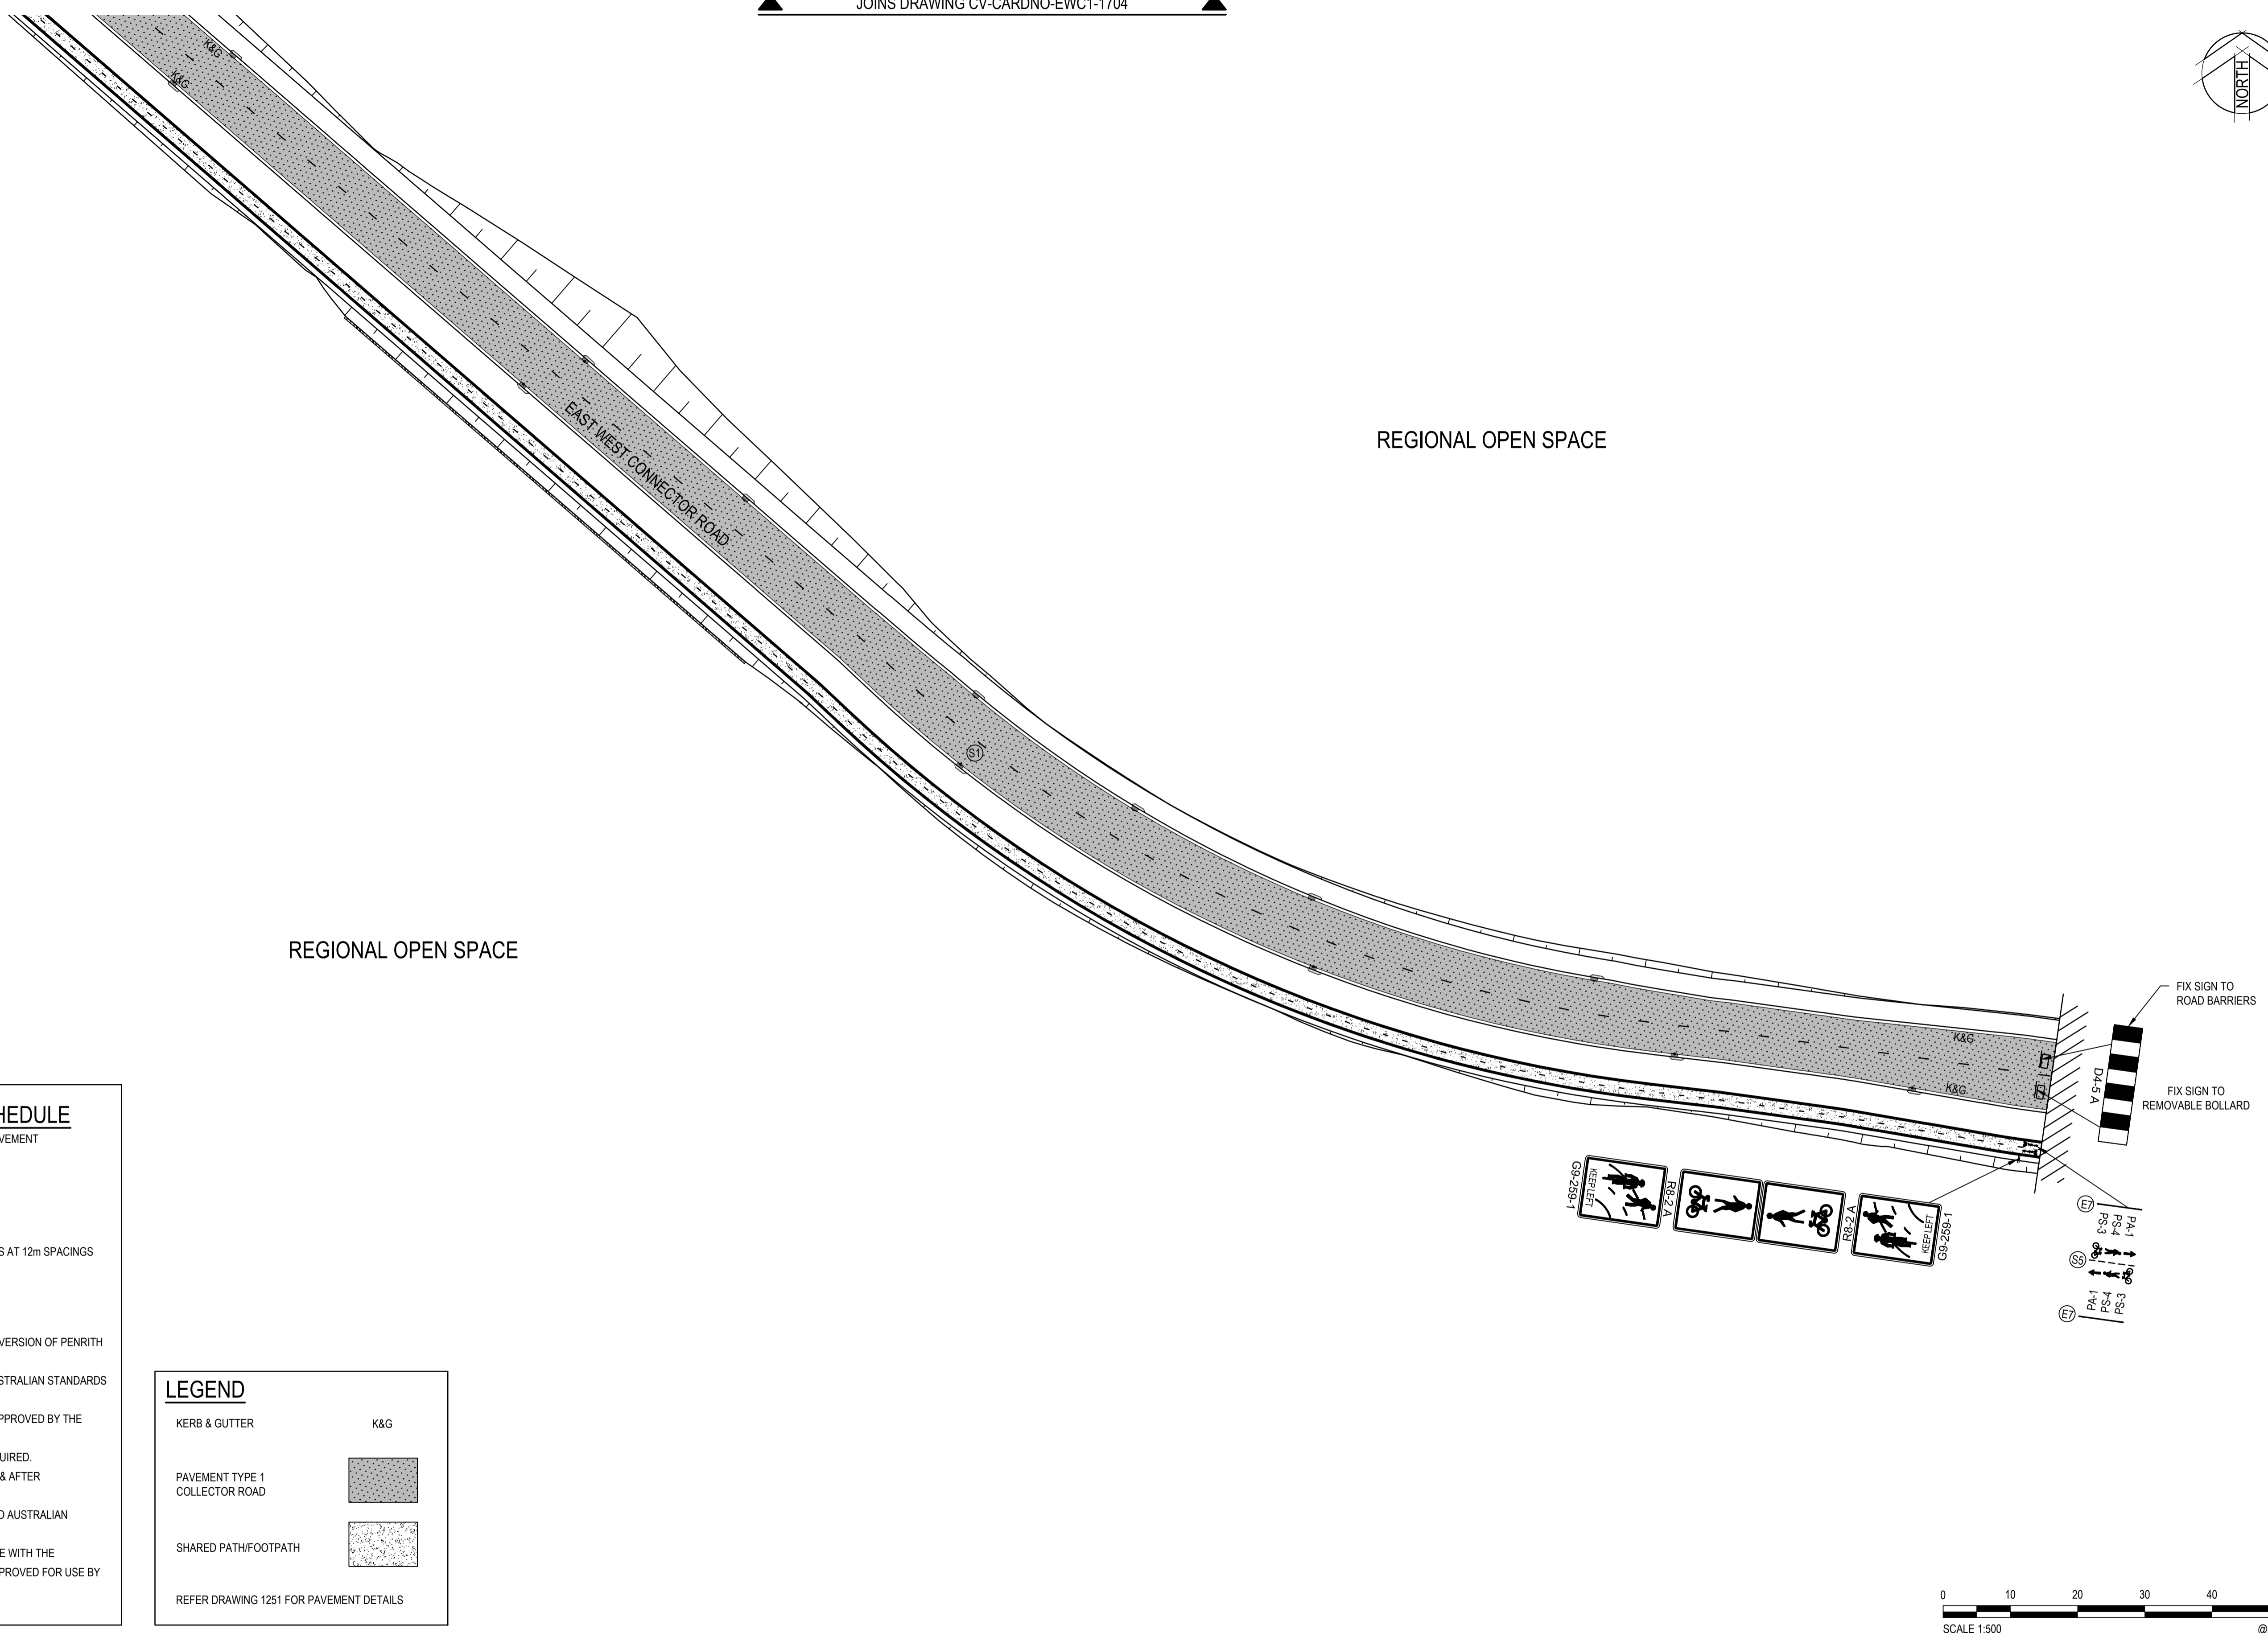 JOINS DRAWING CV-CARDNO-EWC1-1704
NORTH
K&G
K&G
EAST WEST CONNECTOR ROAD
REGIONAL OPEN SPACE
S1
REGIONAL OPEN SPACE
FIX SIGN TO
ROAD BARRIERS
K&G
K&G
D4-5 A
FIX SIGN TO
REMOVABLE BOLLARD
G9-259-1
KEEP LEFT
R8-2 A
R8-2 A
KEEP LEFT
G9-259-1
E7
PA-1
PS-4
PS-3
S5
PA-1
PS-4
PS-3
E7
HEDULE
VEMENT
S AT 12m SPACINGS
VERSION OF PENRITH
STRALIAN STANDARDS
PPROVED BY THE
UIRED.
& AFTER
O AUSTRALIAN
E WITH THE
PROVED FOR USE BY
LEGEND
KERB & GUTTER K&G
PAVEMENT TYPE 1
COLLECTOR ROAD
SHARED PATH/FOOTPATH
REFER DRAWING 1251 FOR PAVEMENT DETAILS
0 10 20 30 40
SCALE 1:500 @